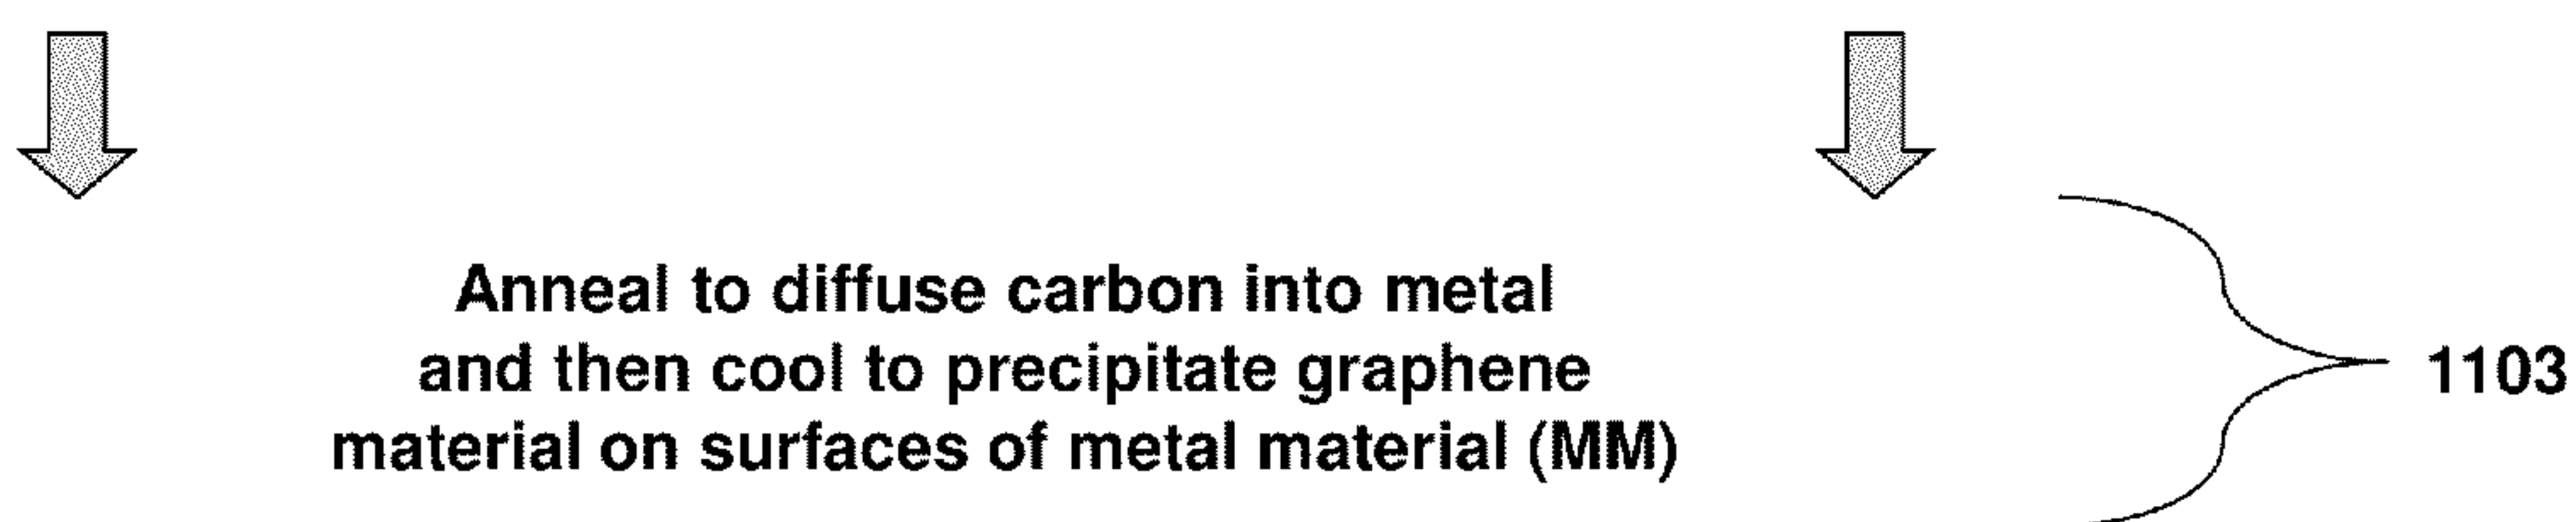 Anneal to diffuse carbon into metal
and then cool to precipitate graphene
1103
material on surfaces of metal material (MM)